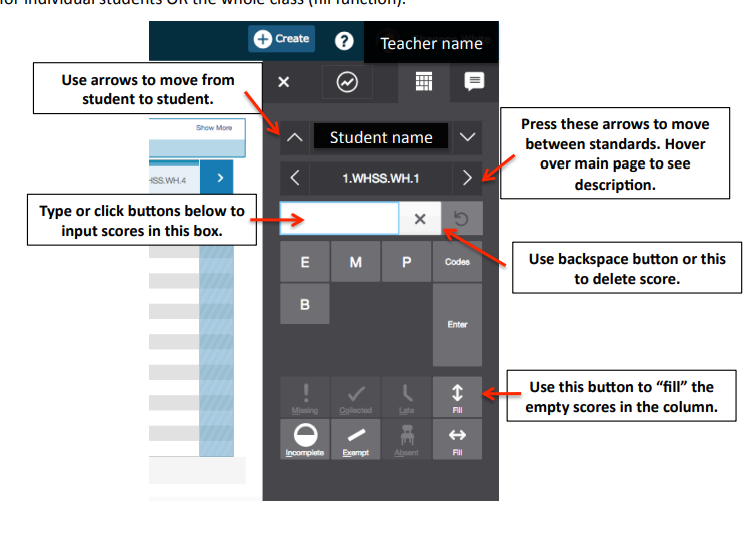 for individual students OR the whole class (fill function).
Create
?
Teacher name
Use arrows to move from
student to student.
Show More
Student name
Press these arrows to move
between standards. Hover
over main page to see
description.
HSS.WH.4
1.WHSS.WH.1
Type or click buttons below to
input scores in this box.
Use backspace button or this
to delete score.
E M P Codes
B
Enter
Use this button to “fill” the
empty scores in the column.
Missing Collected Late Fill
Incomplete Exempt Absent Fill